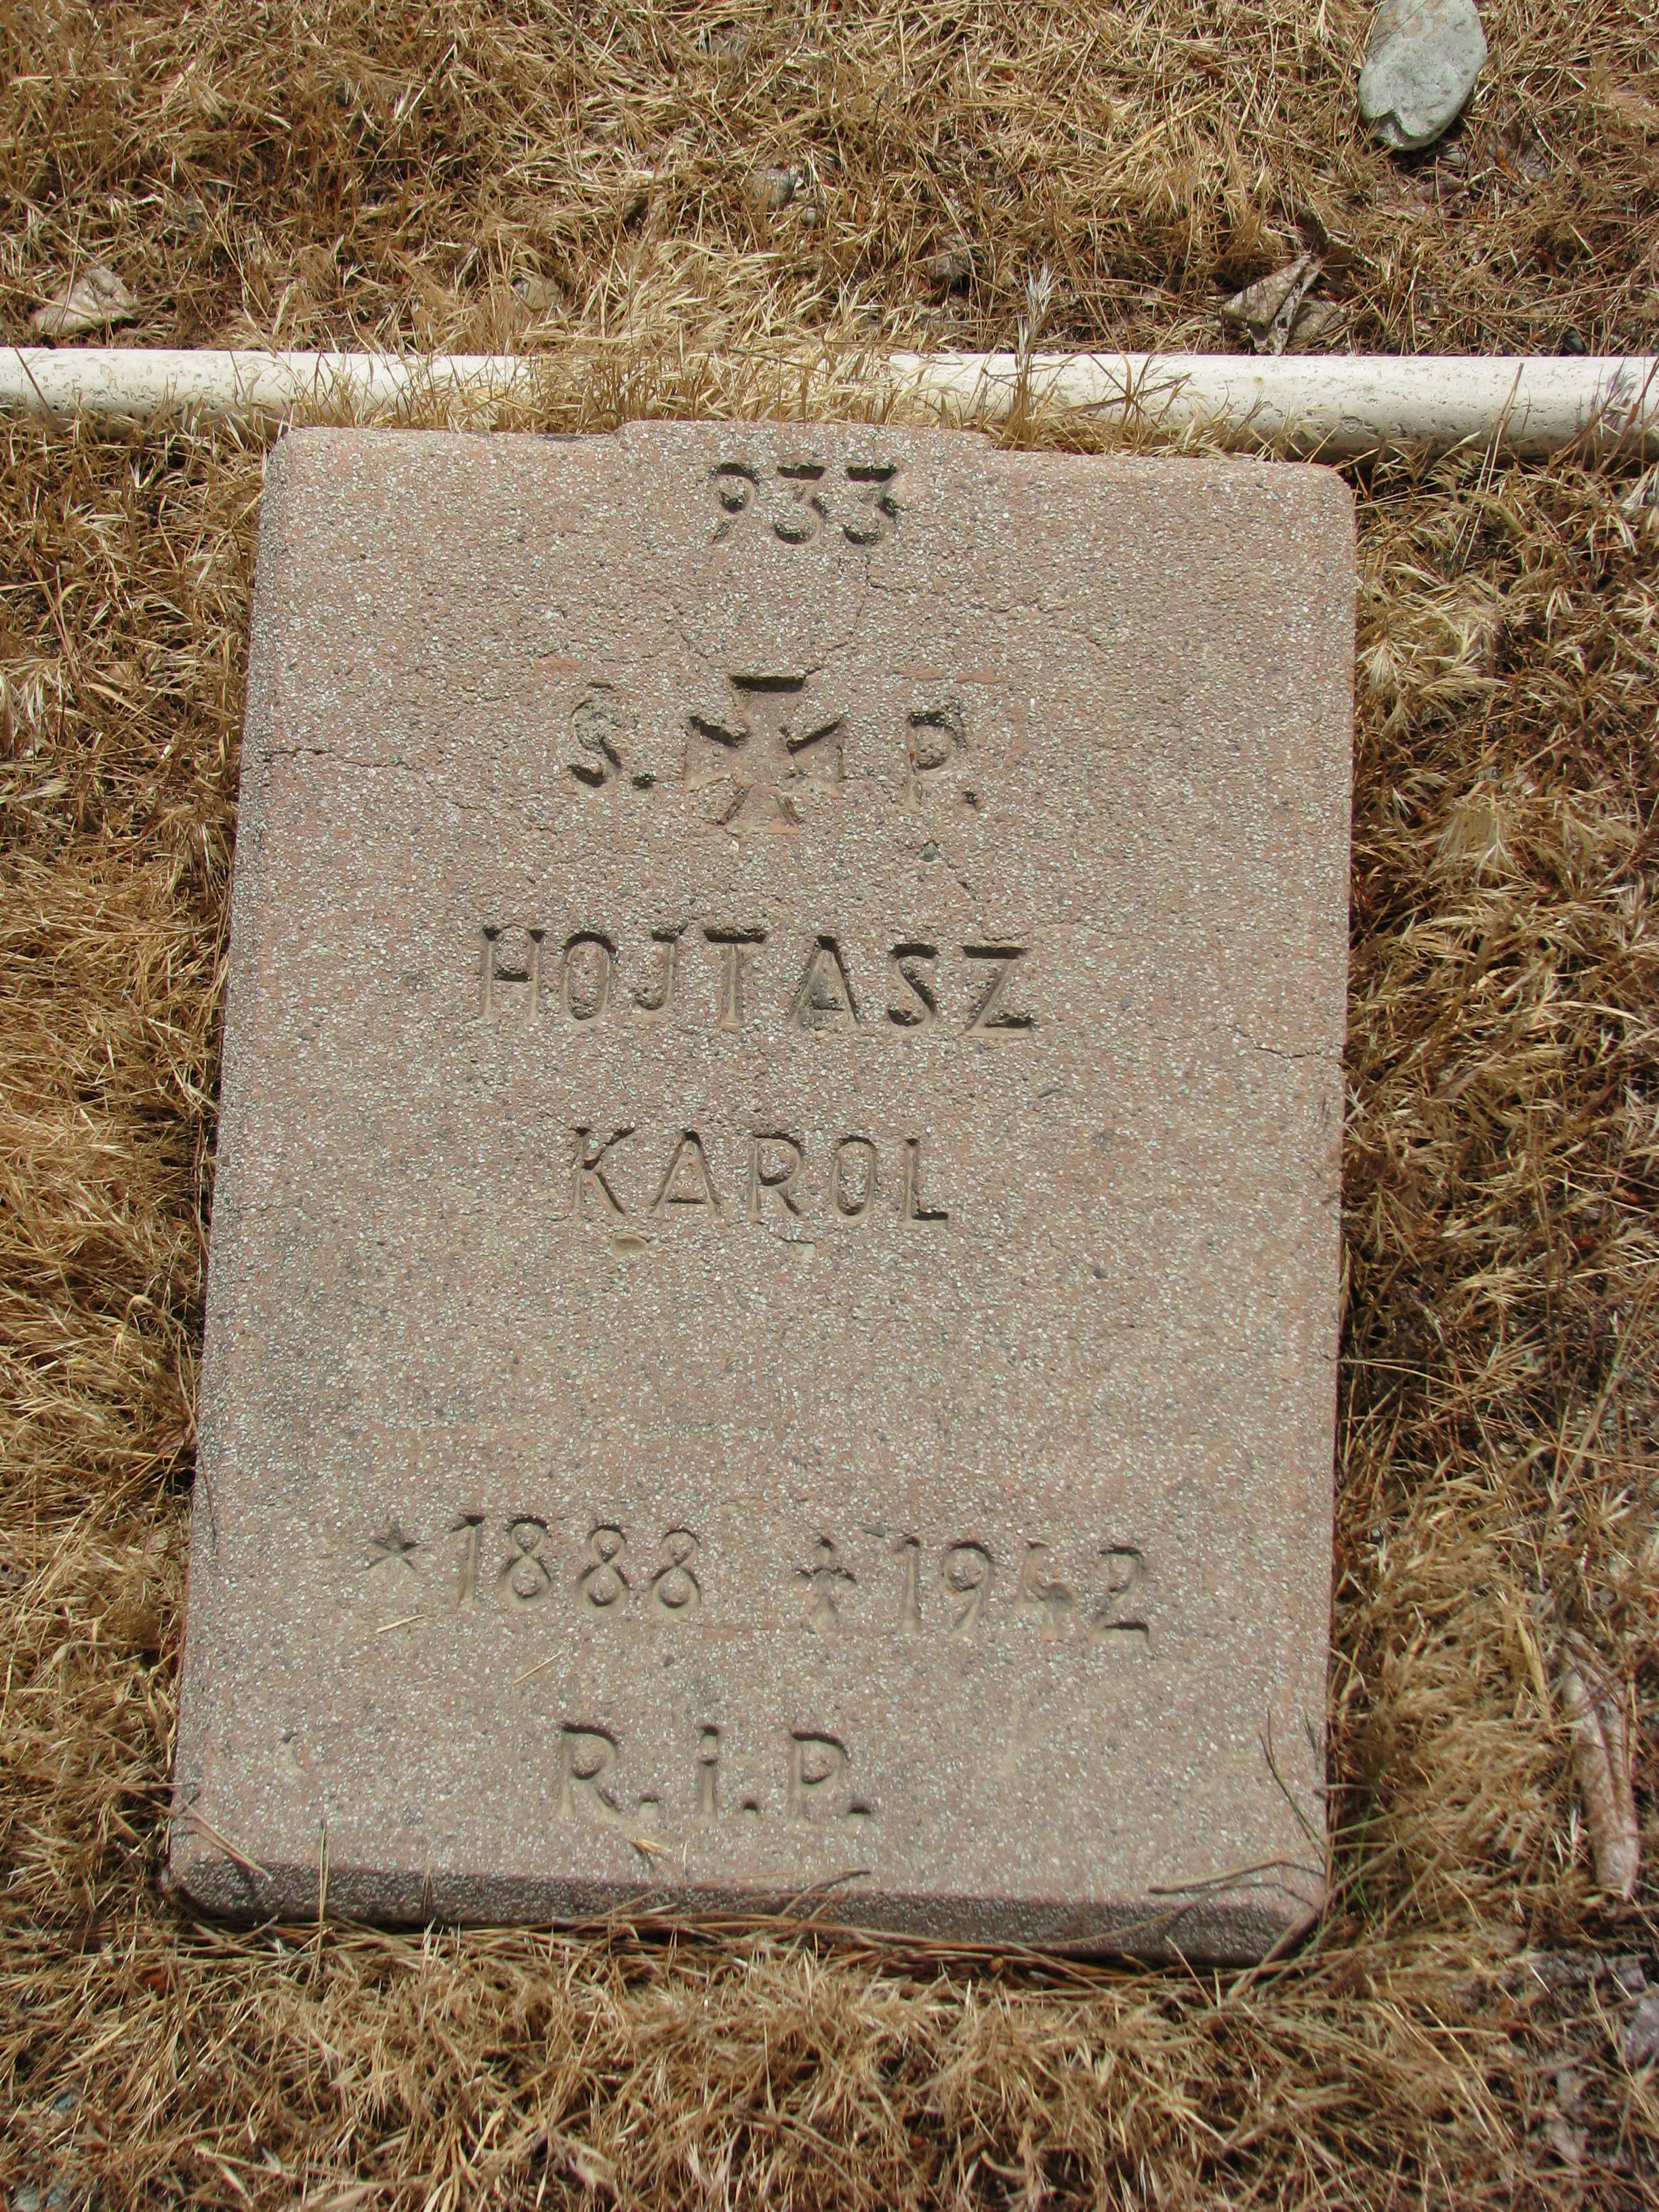 933
Ś. P.
HOJTASZ
KAROL
* 1888 † 1942
R.i.P.